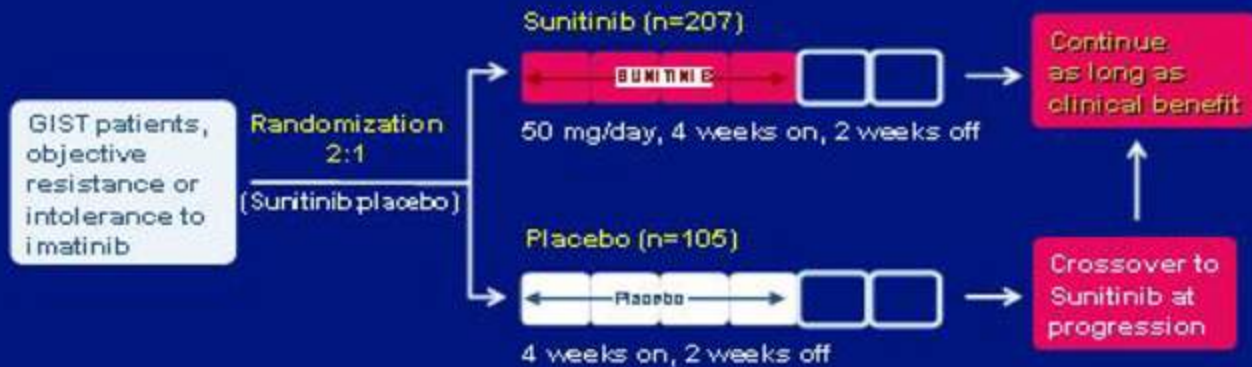 GIST patients,
objective
resistance or
intolerance to
imatinib
Randomization
2:1
(Sunitinib placebo)
Sunitinib (n=207)
SUNITINIB
50 mg/day, 4 weeks on, 2 weeks off
Continue
as long as
clinical benefit
Placebo (n=105)
Placebo
4 weeks on, 2 weeks off
Crossover to
Sunitinib at
progression